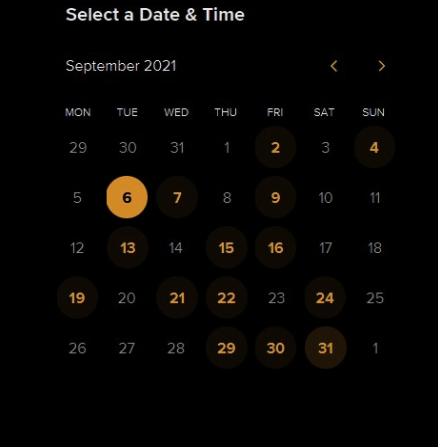 Select a Date & Time
September 2021
MON TUE WED THU FRI SAT SUN
29 30 31 1 2 3 4
5 6 7 8 9 10 11
12 13 14 15 16 17 18
19 20 21 22 23 24 25
26 27 28 29 30 31 1